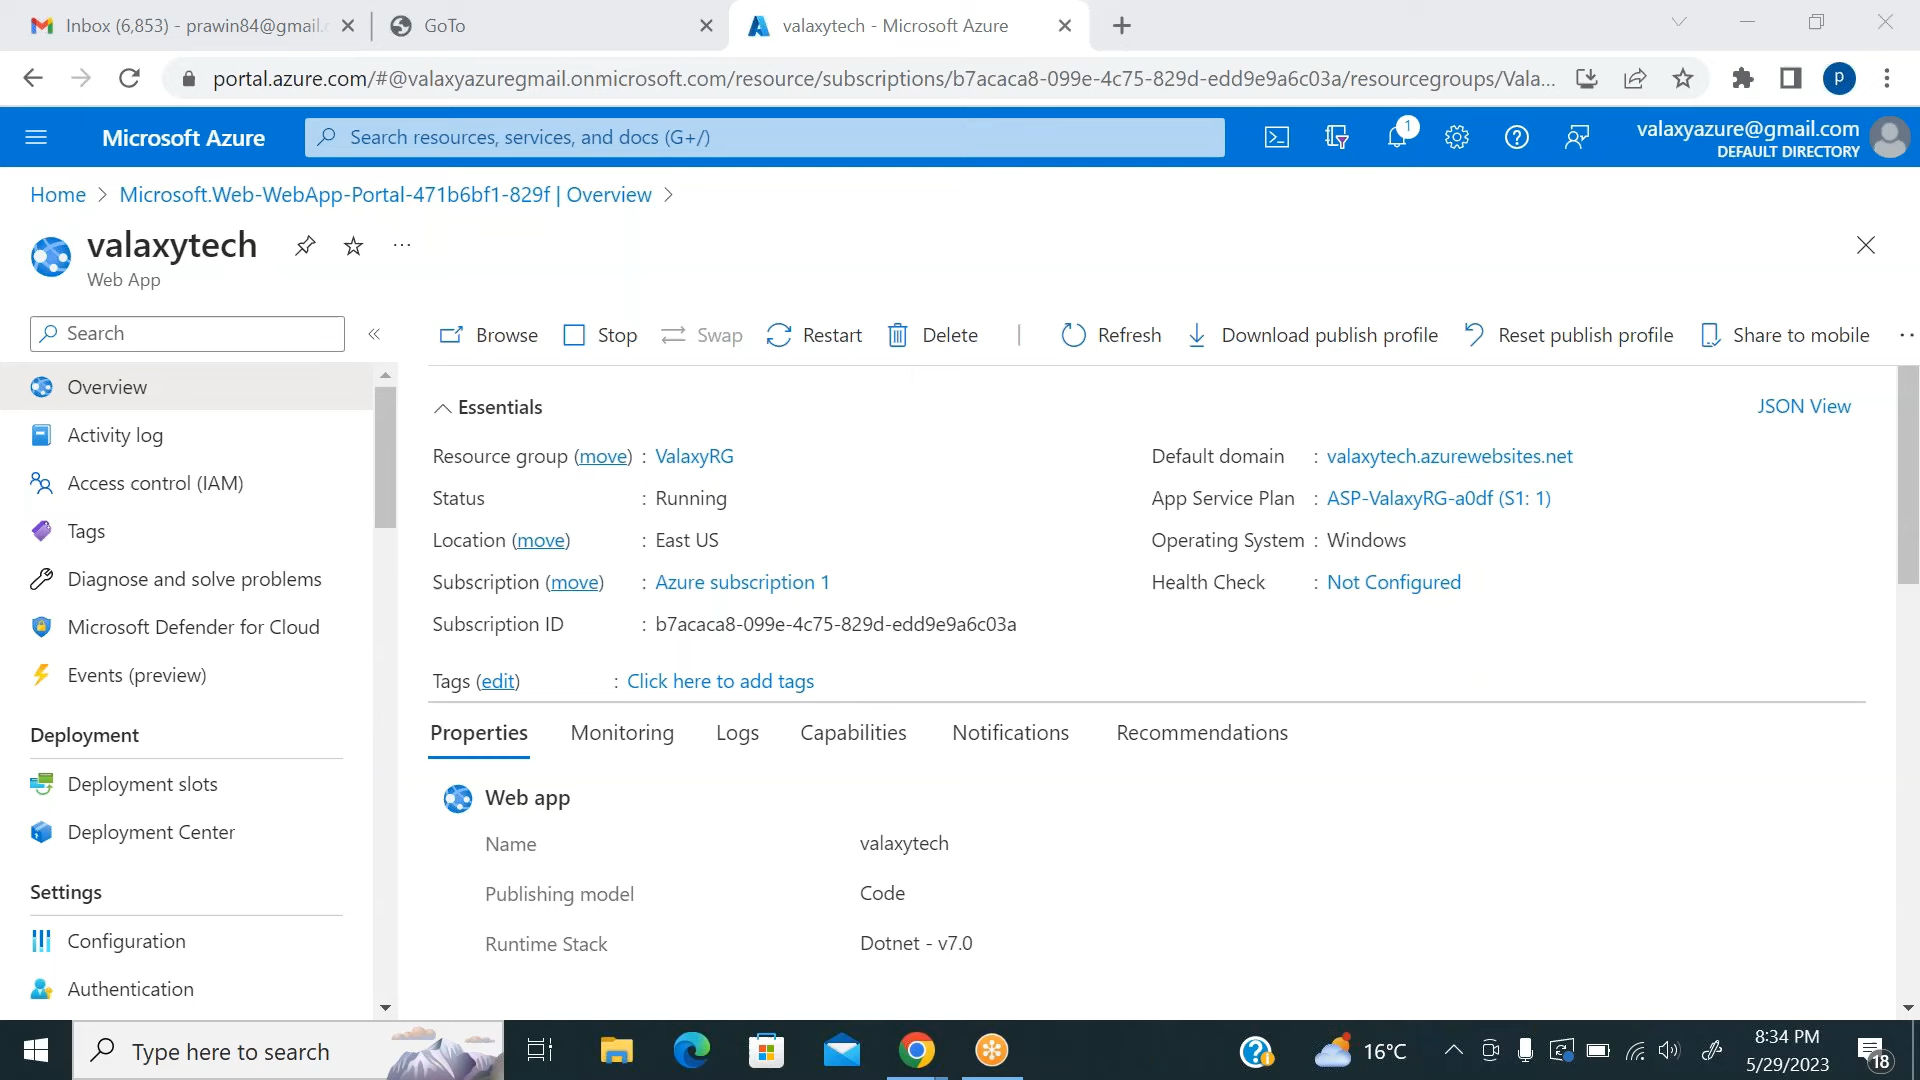 Inbox (6,853) - prawin84@gmail.c
GoTo
valaxytech - Microsoft Azure
portal.azure.com/#@valaxyazuregmail.onmicrosoft.com/resource/subscriptions/b7acaca8-099e-4c75-829d-edd9e9a6c03a/resourcegroups/Vala...
p
Microsoft Azure
Search resources, services, and docs (G+/)
1
valaxyazure@gmail.com
DEFAULT DIRECTORY
Home > Microsoft.Web-WebApp-Portal-471b6bf1-829f | Overview >
valaxytech
Web App
Search
Browse
Stop
Swap
Restart
Delete
Refresh
Download publish profile
Reset publish profile
Share to mobile
Overview
Activity log
Access control (IAM)
Tags
Diagnose and solve problems
Microsoft Defender for Cloud
Events (preview)
Deployment
Deployment slots
Deployment Center
Settings
Configuration
Authentication
Essentials
JSON View
Resource group (move) : ValaxyRG
Status : Running
Location (move) : East US
Subscription (move) : Azure subscription 1
Subscription ID : b7acaca8-099e-4c75-829d-edd9e9a6c03a
Default domain : valaxytech.azurewebsites.net
App Service Plan : ASP-ValaxyRG-a0df (S1: 1)
Operating System : Windows
Health Check : Not Configured
Tags (edit) : Click here to add tags
Properties
Monitoring
Logs
Capabilities
Notifications
Recommendations
Web app
Name valaxytech
Publishing model Code
Runtime Stack Dotnet - v7.0
Type here to search
16°C
8:34 PM
5/29/2023
18